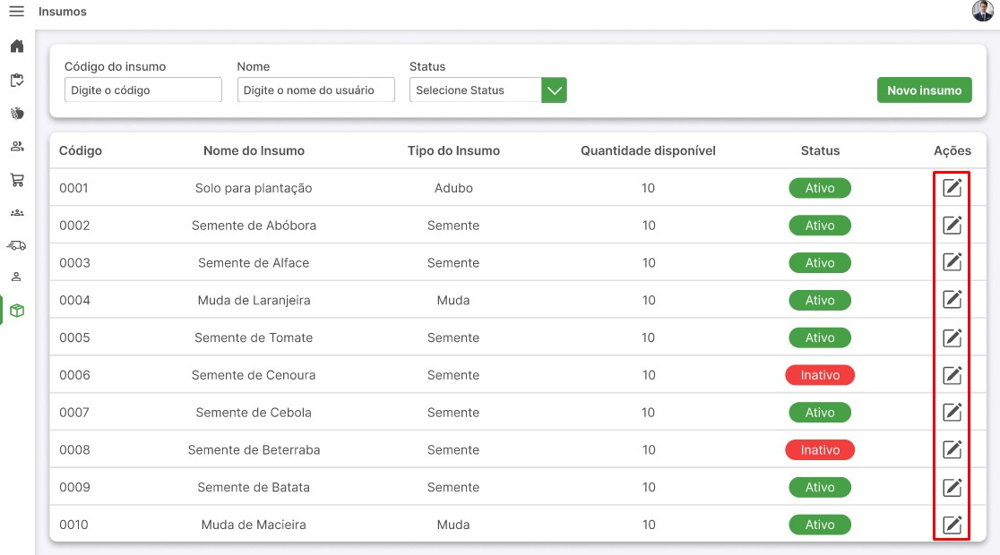 Insumos
Código do insumo Nome Status
Digite o código Digite o nome do usuário Selecione Status Novo insumo
Código Nome do Insumo Tipo do Insumo Quantidade disponível Status Ações
0001 Solo para plantação Adubo 10 Ativo
0002 Semente de Abóbora Semente 10 Ativo
0003 Semente de Alface Semente 10 Ativo
0004 Muda de Laranjeira Muda 10 Ativo
0005 Semente de Tomate Semente 10 Ativo
0006 Semente de Cenoura Semente 10 Inativo
0007 Semente de Cebola Semente 10 Ativo
0008 Semente de Beterraba Semente 10 Inativo
0009 Semente de Batata Semente 10 Ativo
0010 Muda de Macieira Muda 10 Ativo